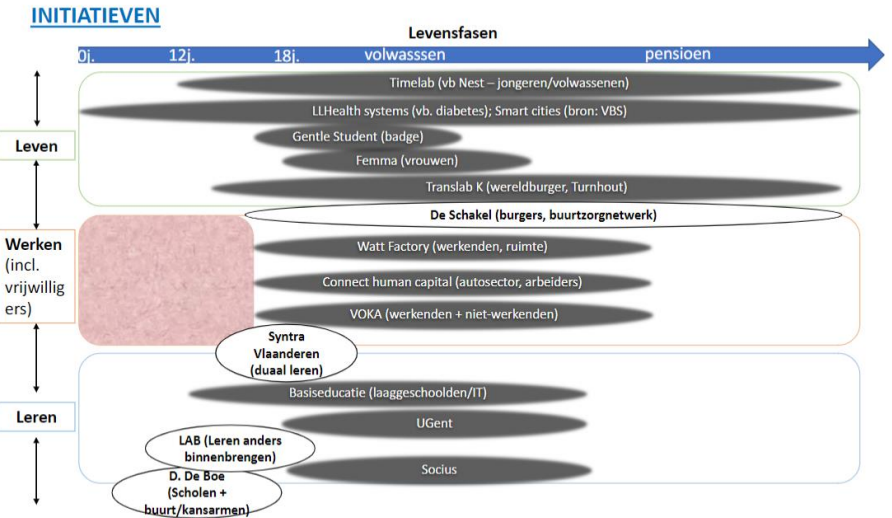 INITIATIEVEN
Levensfasen
0j. 12j. 18j. volwasssen pensioen
Timelab (vb Nest – jongeren/volwassenen)
LLHealth systems (vb. diabetes); Smart cities (bron: VBS)
Gentle Student (badge)
Leven
Femma (vrouwen)
Translab K (wereldburger, Turnhout)
De Schakel (burgers, buurtzorgnetwerk)
Werken
(incl.
vrijwillig
ers)
Watt Factory (werkenden, ruimte)
Connect human capital (autosector, arbeiders)
VOKA (werkenden + niet-werkenden)
Syntra
Vlaanderen
(duaal leren)
Basiseducatie (laaggeschoolden/IT)
Leren
UGent
LAB (Leren anders
binnenbrengen)
Socius
D. De Boe
(Scholen +
buurt/kansarmen)